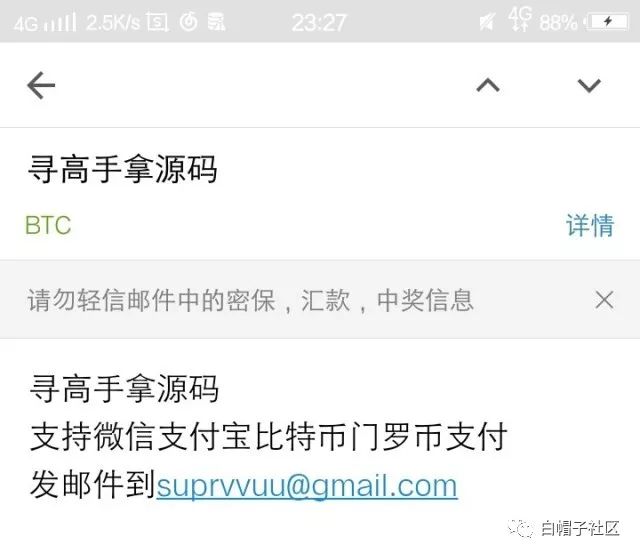 4G 2.5K/s 23:27 4G 88%
寻高手拿源码
BTC 详情
请勿轻信邮件中的密保，汇款，中奖信息
寻高手拿源码
支持微信支付宝比特币门罗币支付
发邮件到suprvvuu@gmail.com
白帽子社区